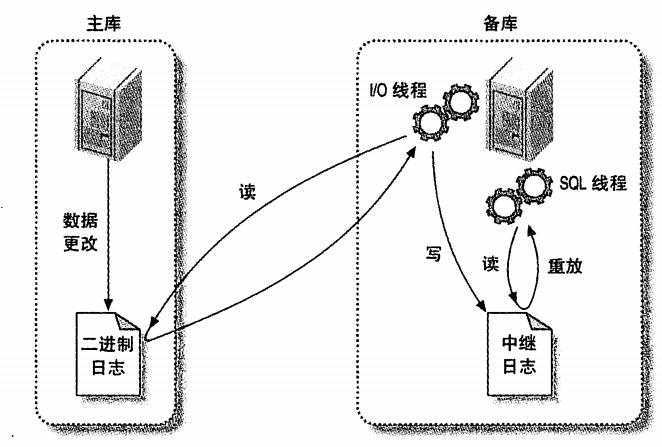 主库
备库
I/O 线程
读
SQL 线程
数据
更改
写
读
重放
二进制
日志
中继
日志